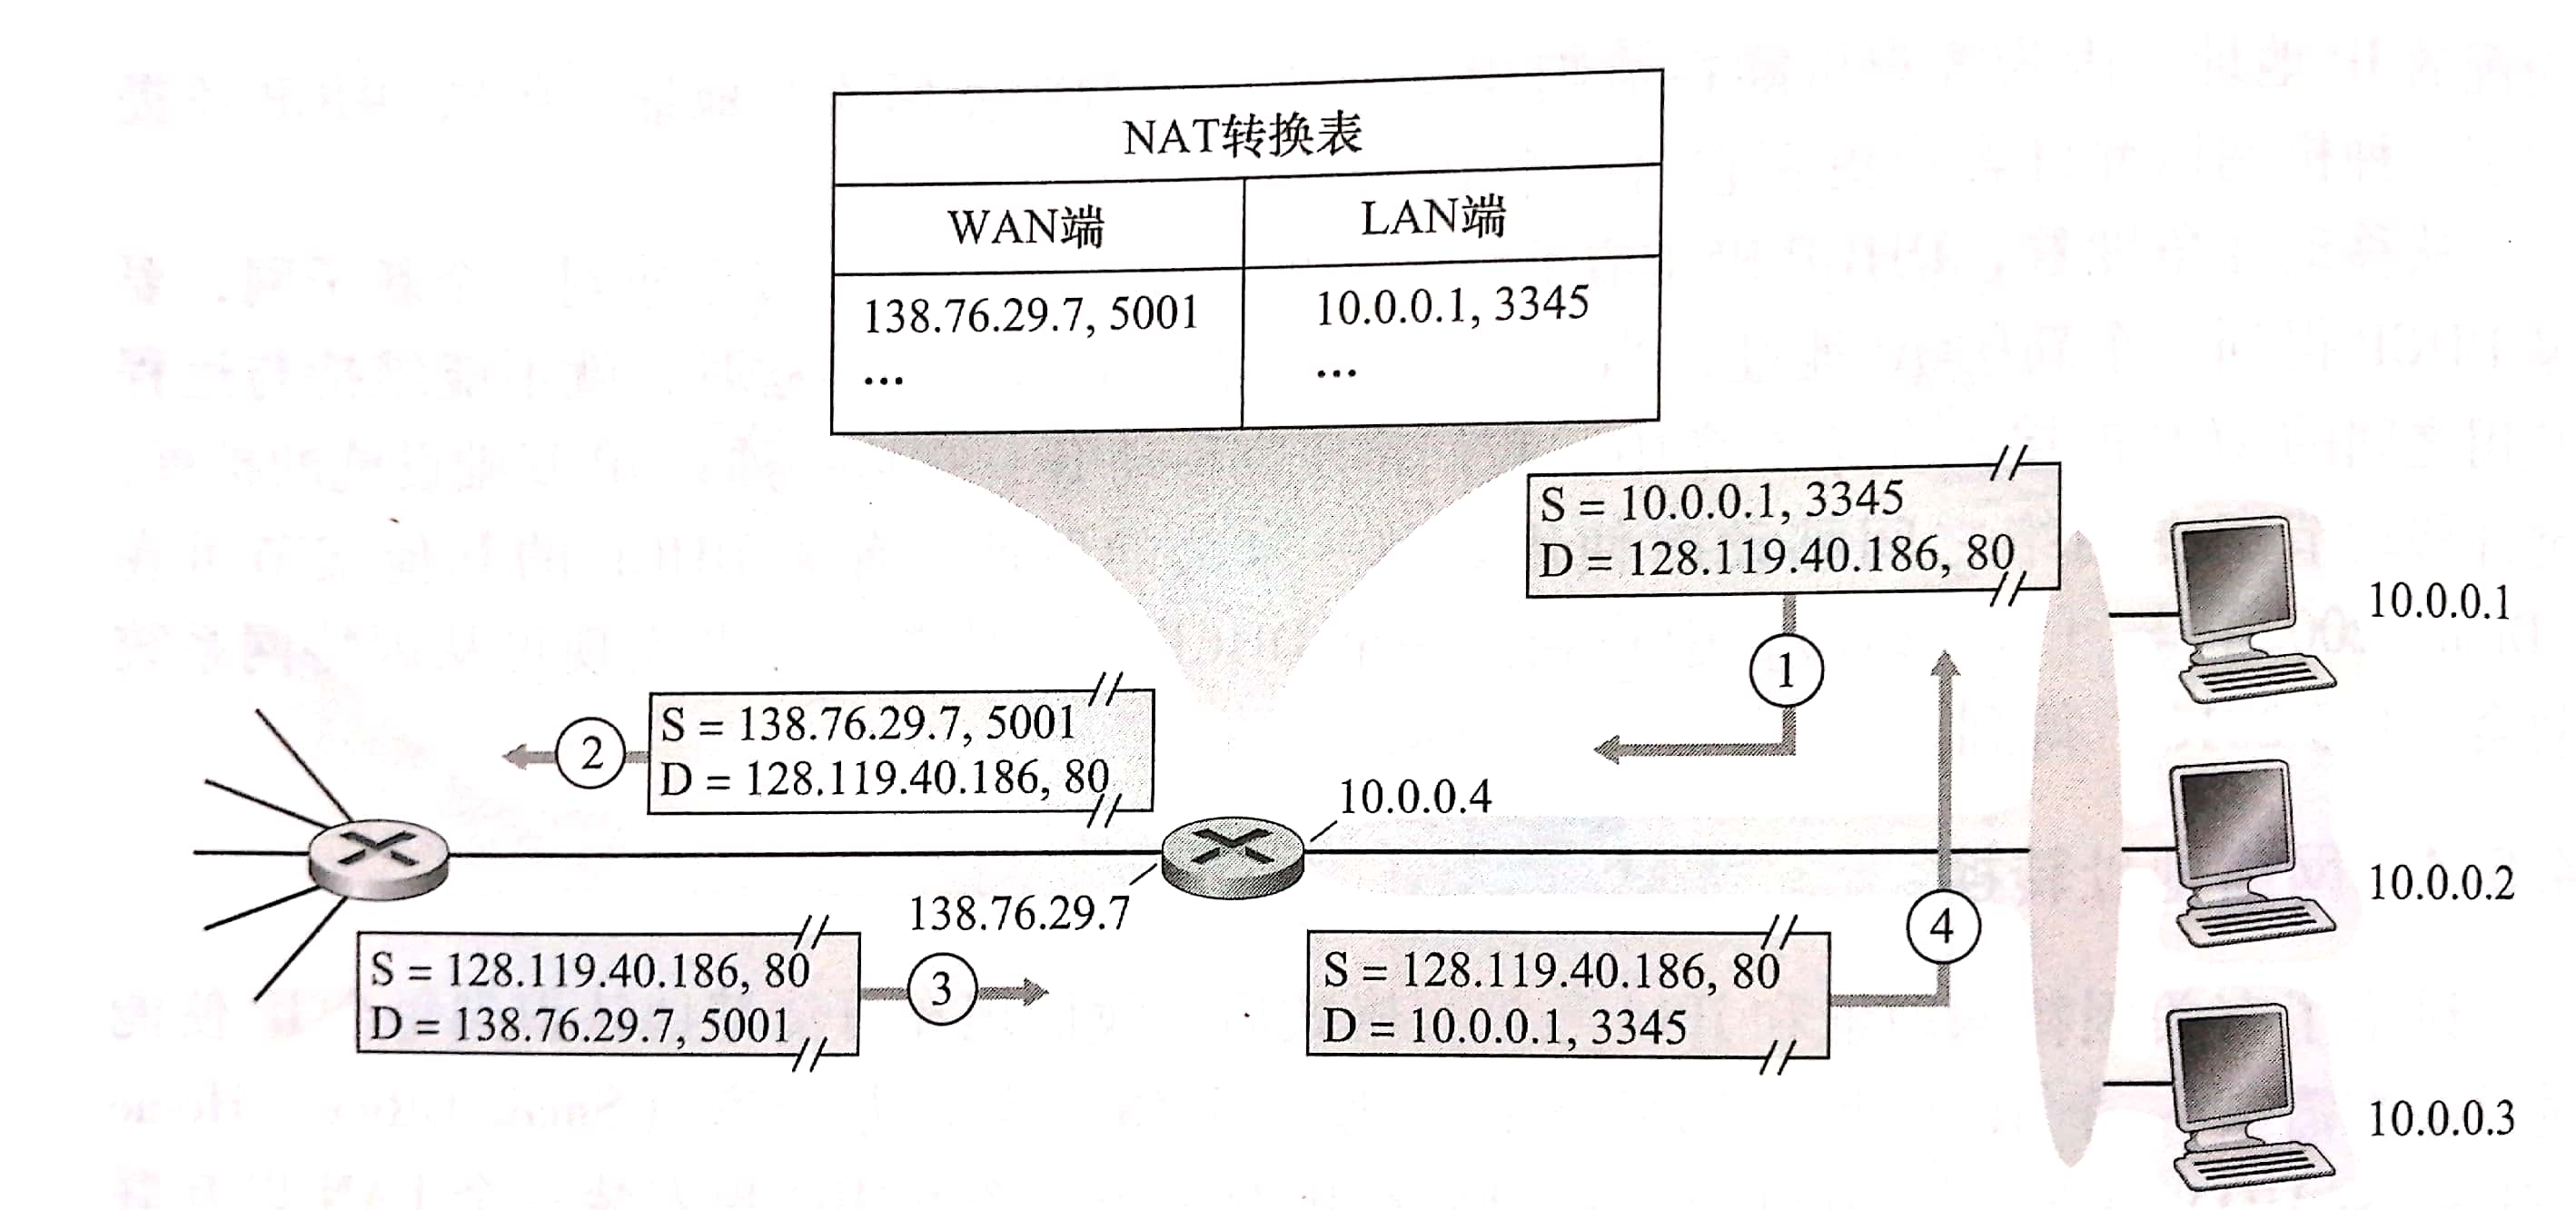 NAT转换表
WAN端 LAN端
138.76.29.7, 5001 10.0.0.1, 3345
... ...
S = 10.0.0.1, 3345
D = 128.119.40.186, 80
10.0.0.1
1
S = 138.76.29.7, 5001
D = 128.119.40.186, 80
2
10.0.0.4
138.76.29.7
10.0.0.2
S = 128.119.40.186, 80
D = 138.76.29.7, 5001
3
S = 128.119.40.186, 80
D = 10.0.0.1, 3345
4
10.0.0.3